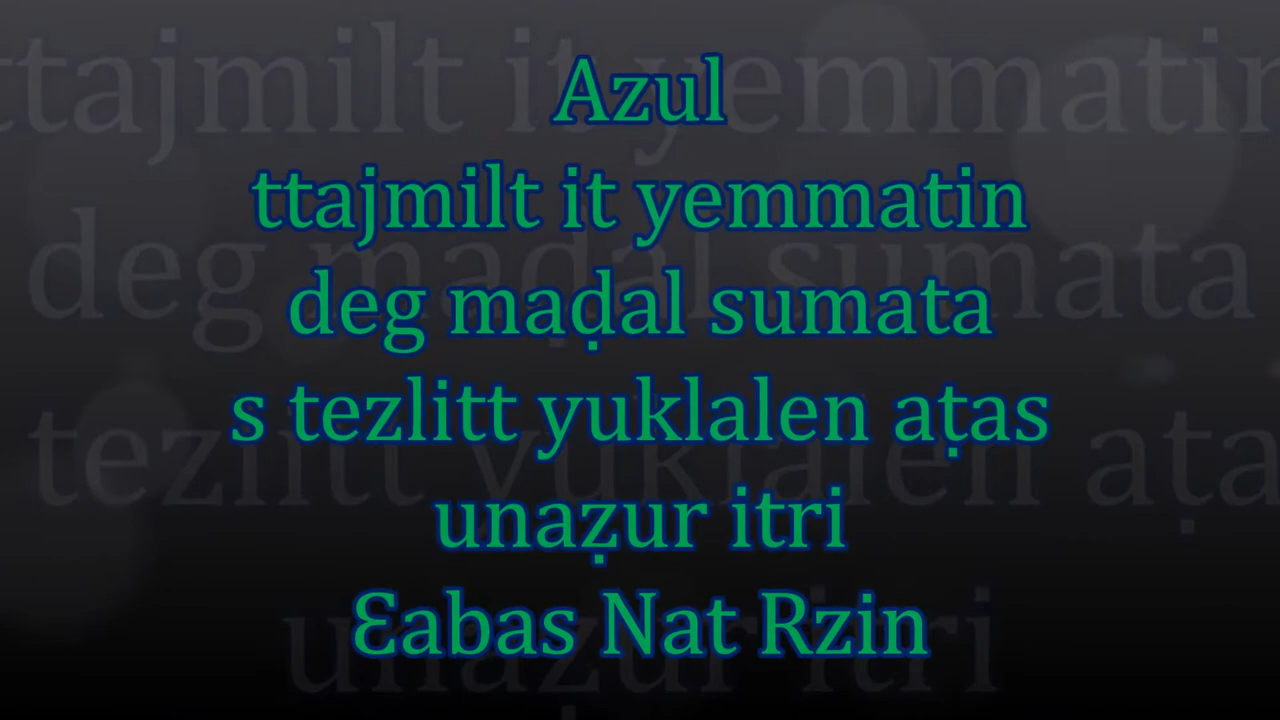 Azul
ttajmilt it yemmatin
deg maḍal sumata
s tezlitt yuklalen aṭas
unaẓur itri
Ɛabas Nat Rzin